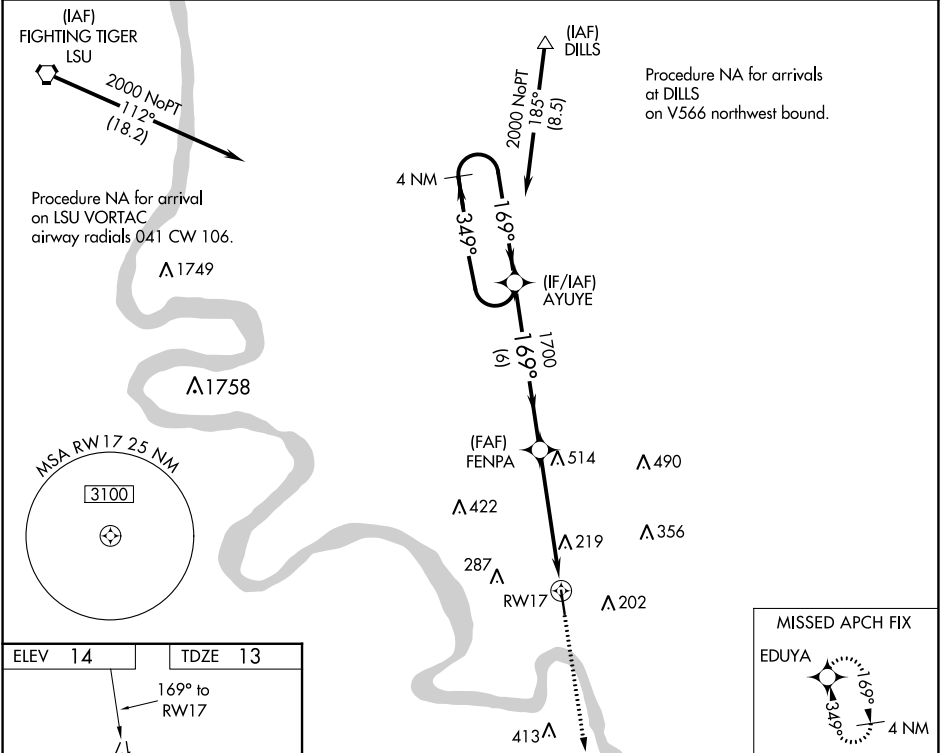 (IAF)
FIGHTING TIGER
LSU
2000 NoPT
112°
(18.2)
(IAF)
DILLS
2000 NoPT
185°
(8.5)
Procedure NA for arrivals
at DILLS
on V566 northwest bound.
4 NM
349°
169°
Procedure NA for arrival
on LSU VORTAC
airway radials 041 CW 106.
1749
(IF/IAF)
AYUYE
1700
169°
(6)
1758
MSA RW17 25 NM
3100
(FAF)
FENPA
514
490
422
219
356
287
RW17
202
MISSED APCH FIX
EDUYA
169°
349°
4 NM
ELEV 14
TDZE 13
169° to
RW17
413